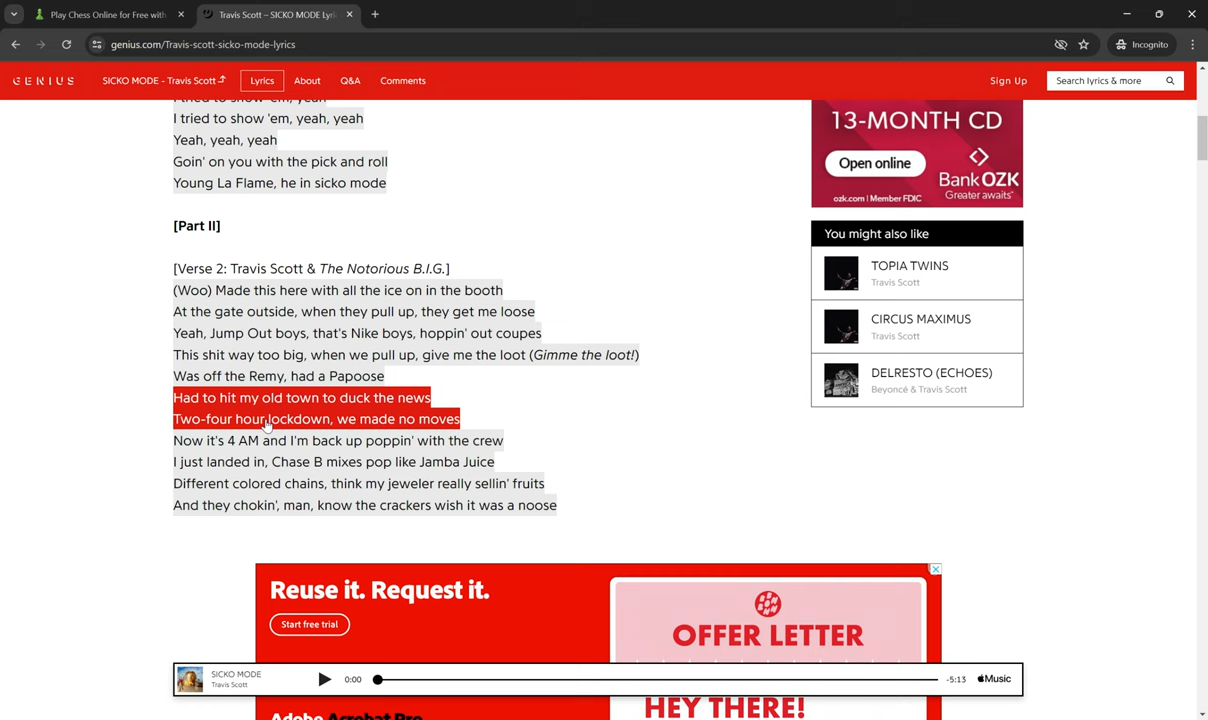 Play Chess Online for Free with
Travis Scott – SICKO MODE Lyri
genius.com/Travis-scott-sicko-mode-lyrics
Incognito
GENIUS
SICKO MODE - Travis Scott
Lyrics
About
Q&A
Comments
Sign Up
Search lyrics & more
I tried to show 'em, yeah
I tried to show 'em, yeah, yeah
Yeah, yeah, yeah
Goin' on you with the pick and roll
Young La Flame, he in sicko mode
[Part II]
[Verse 2: Travis Scott & The Notorious B.I.G.]
(Woo) Made this here with all the ice on in the booth
At the gate outside, when they pull up, they get me loose
Yeah, Jump Out boys, that's Nike boys, hoppin' out coupes
This shit way too big, when we pull up, give me the loot (Gimme the loot!)
Was off the Remy, had a Papoose
Had to hit my old town to duck the news
Two-four hour lockdown, we made no moves
Now it's 4 AM and I'm back up poppin' with the crew
I just landed in, Chase B mixes pop like Jamba Juice
Different colored chains, think my jeweler really sellin' fruits
And they chokin', man, know the crackers wish it was a noose
13-MONTH CD
Open online
Bank OZK
Greater awaits™
ozk.com | Member FDIC
You might also like
TOPIA TWINS
Travis Scott
CIRCUS MAXIMUS
Travis Scott
DELRESTO (ECHOES)
Beyoncé & Travis Scott
Reuse it. Request it.
Start free trial
OFFER LETTER
SICKO MODE
Travis Scott
0:00
-5:13
Music
HEY THERE!
Adobe Acrobat Pro